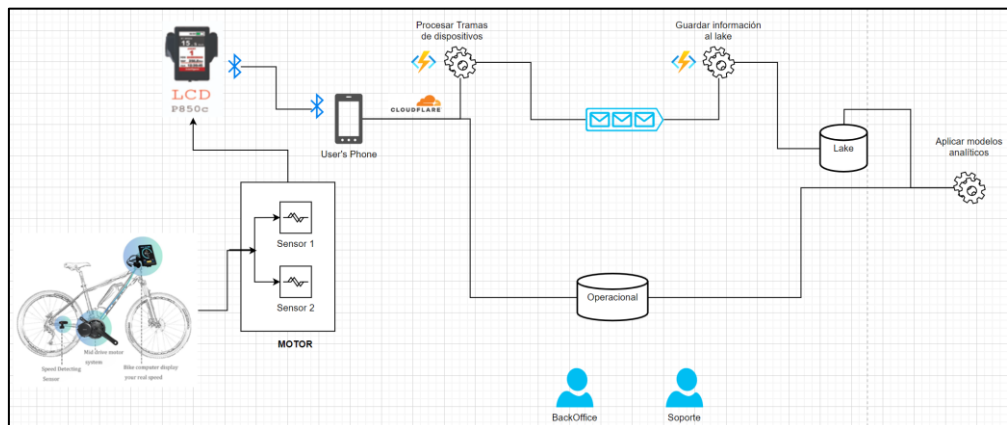 Procesar Tramas
de dispositivos
Guardar información
al lake
LCD
P850c
CLOUDFLARE
User's Phone
Lake
Aplicar modelos
analíticos
Sensor 1
Sensor 2
MOTOR
Operacional
Speed Detecting
Sensor
Mid drive motor
system
Bike computer display
your real speed
BackOffice
Soporte